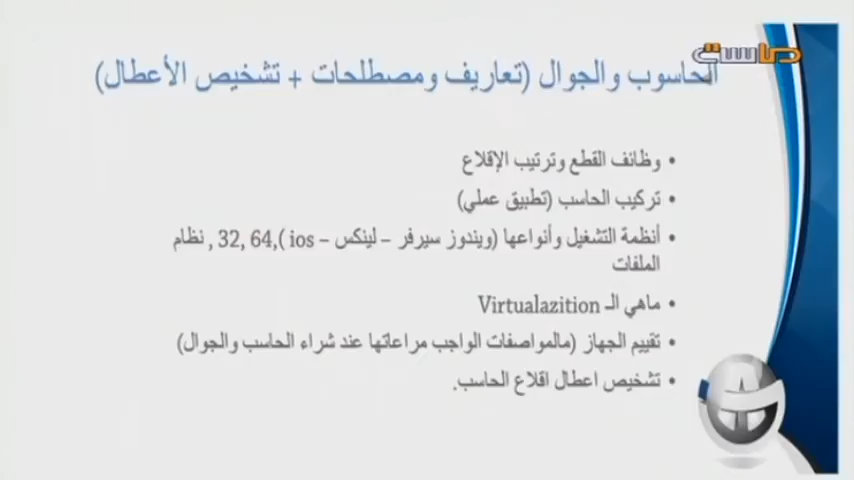 ماسة
الحاسوب والجوال (تعاريف ومصطلحات + تشخيص الأعطال)
• وظائف القطع وترتيب الإقلاع
• تركيب الحاسب (تطبيق عملي)
• أنظمة التشغيل وأنواعها (ويندوز سيرفر – لينكس – ios ),32, 64 , نظام
الملفات
• ماهي الـ Virtualazition
• تقييم الجهاز (مالمواصفات الواجب مراعاتها عند شراء الحاسب والجوال)
• تشخيص اعطال اقلاع الحاسب.